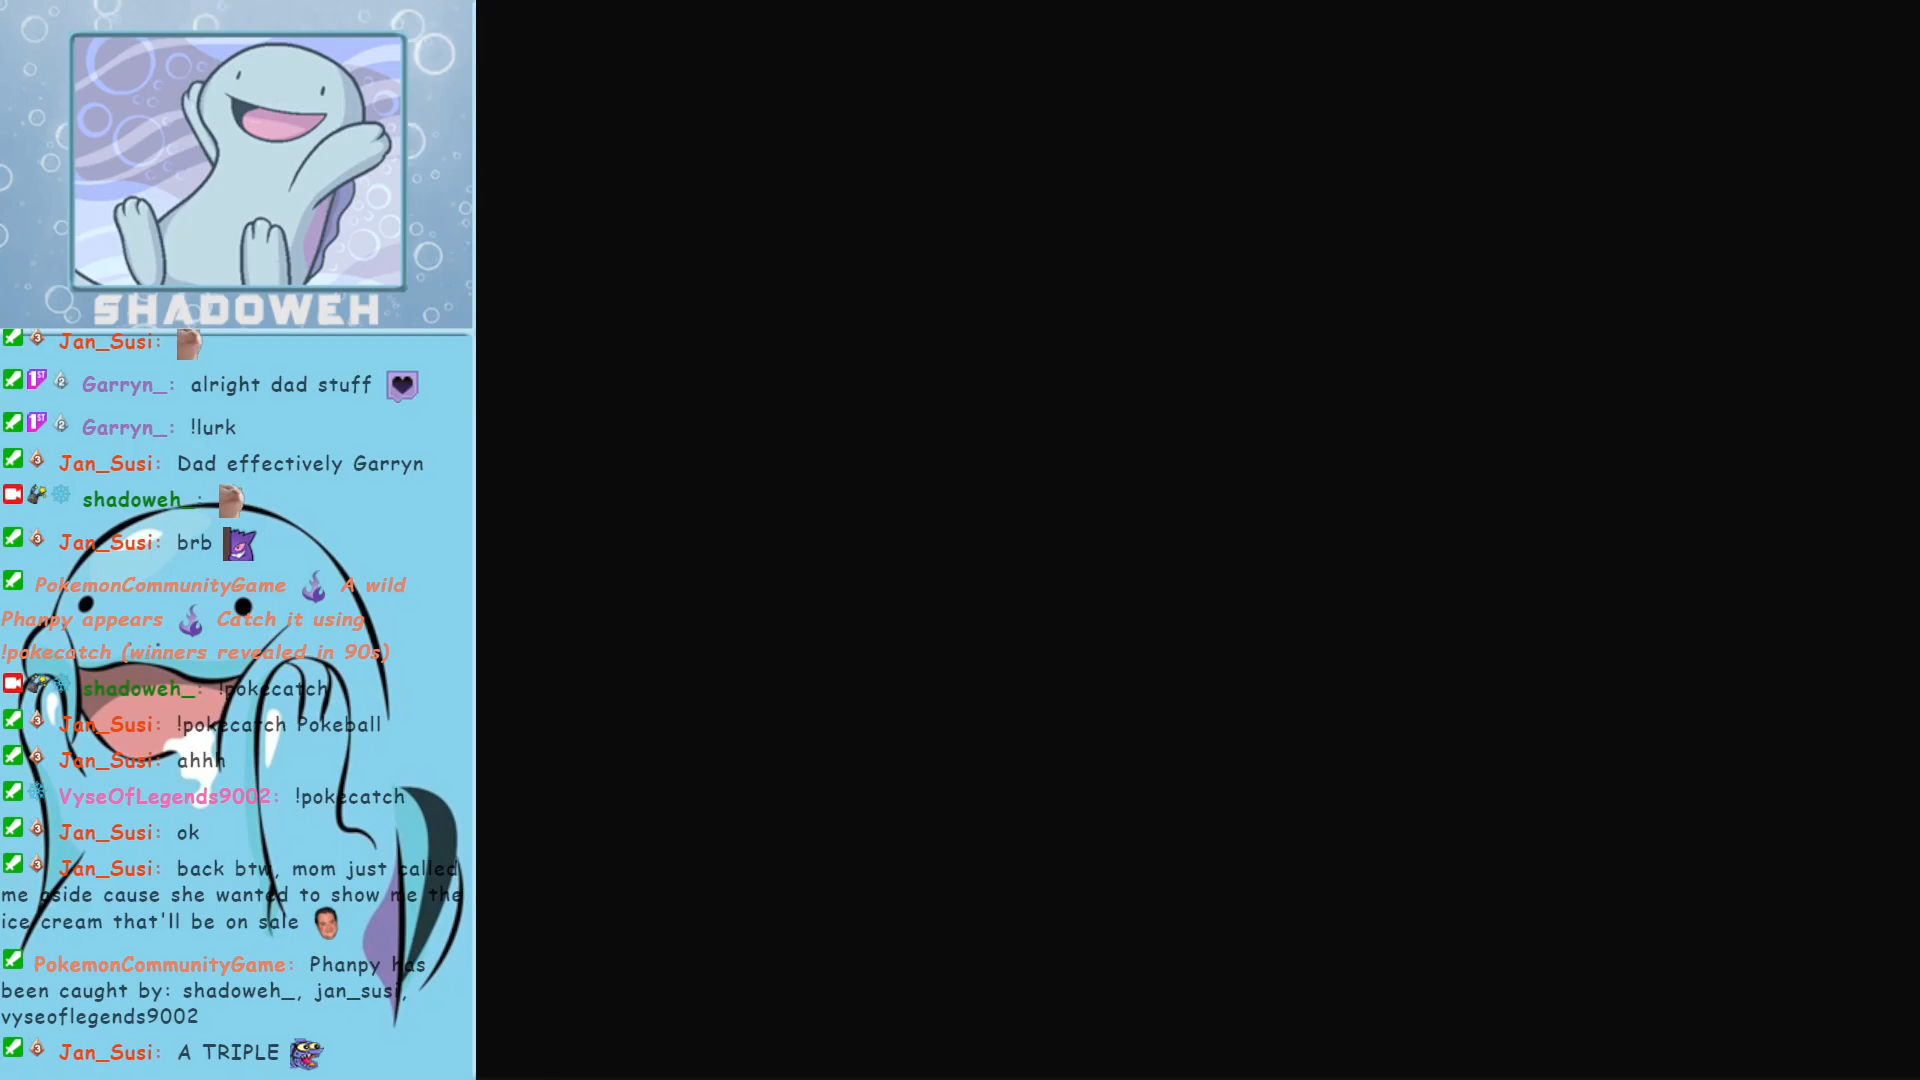 SHADOWEH
Jan_Susi:
Garryn_: alright dad stuff
Garryn_: !lurk
Jan_Susi: Dad effectively Garryn
shadoweh_:
Jan_Susi: brb
PokemonCommunityGame A wild
Phanpy appears Catch it using
!pokecatch (winners revealed in 90s)
shadoweh_: !pokecatch
Jan_Susi: !pokecatch Pokeball
Jan_Susi: ahhh
VyseOfLegends9002: !pokecatch
Jan_Susi: ok
Jan_Susi: back btw, mom just called
me aside cause she wanted to show me the
ice cream that'll be on sale
PokemonCommunityGame: Phanpy has
been caught by: shadoweh_, jan_susi,
vyseoflegends9002
Jan_Susi: A TRIPLE